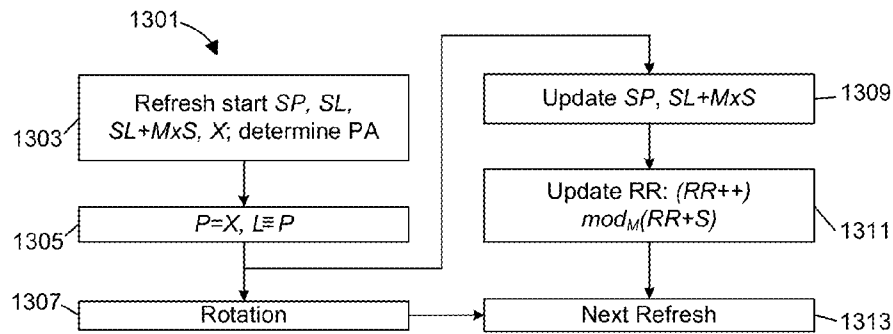 1301
Refresh start SP, SL,
SL+MxS, X; determine PA
1303
P=X, L≡P
1305
Rotation
1307
Update SP, SL+MxS
1309
Update RR: (RR++)
mod_M(RR+S)
1311
Next Refresh
1313